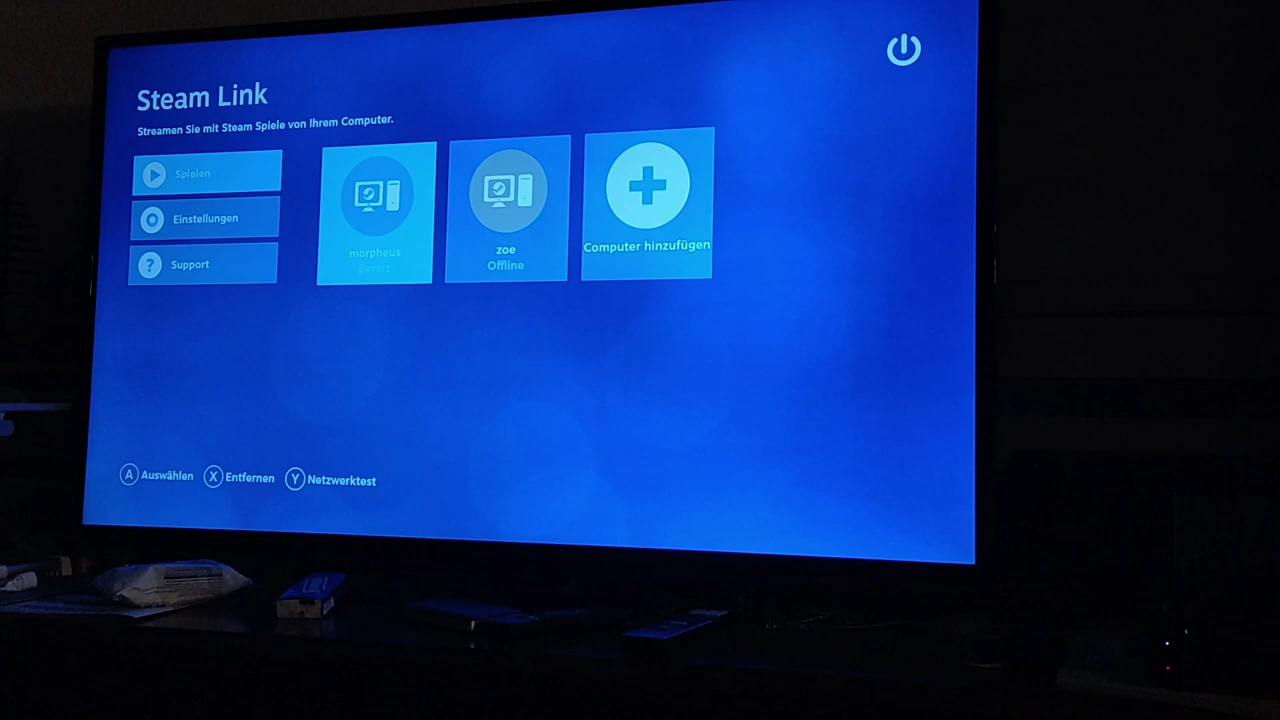 Steam Link
Streamen Sie mit Steam Spiele von Ihrem Computer.
Spielen
Einstellungen
? Support
morpheus
Bereit
zoe
Offline
Computer hinzufügen
A Auswählen X Entfernen Y Netzwerktest